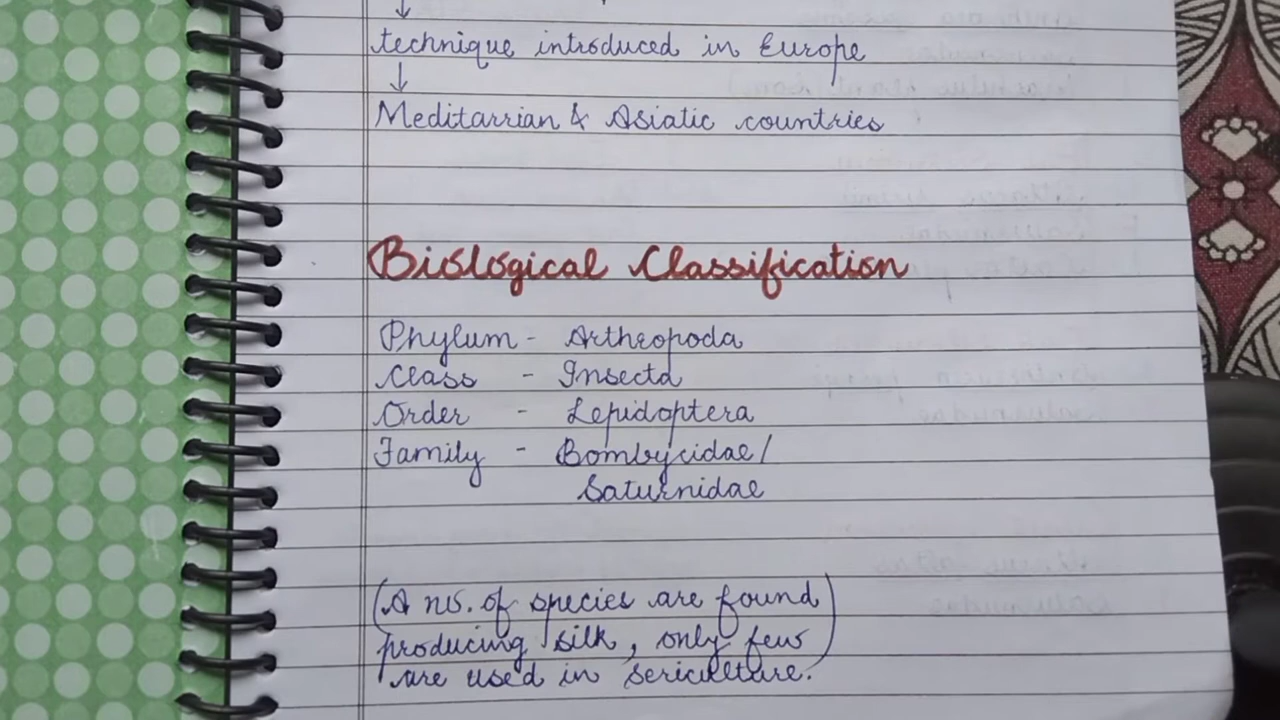 ↓
technique introduced in Europe
↓
Meditarrian & Asiatic countries
Biological Classification
Phylum - Arthropoda
Class - Insecta
Order - Lepidoptera
Family - Bombycidae/
Saturnidae
(A no. of species are found
producing silk, only few)
are used in sericulture.